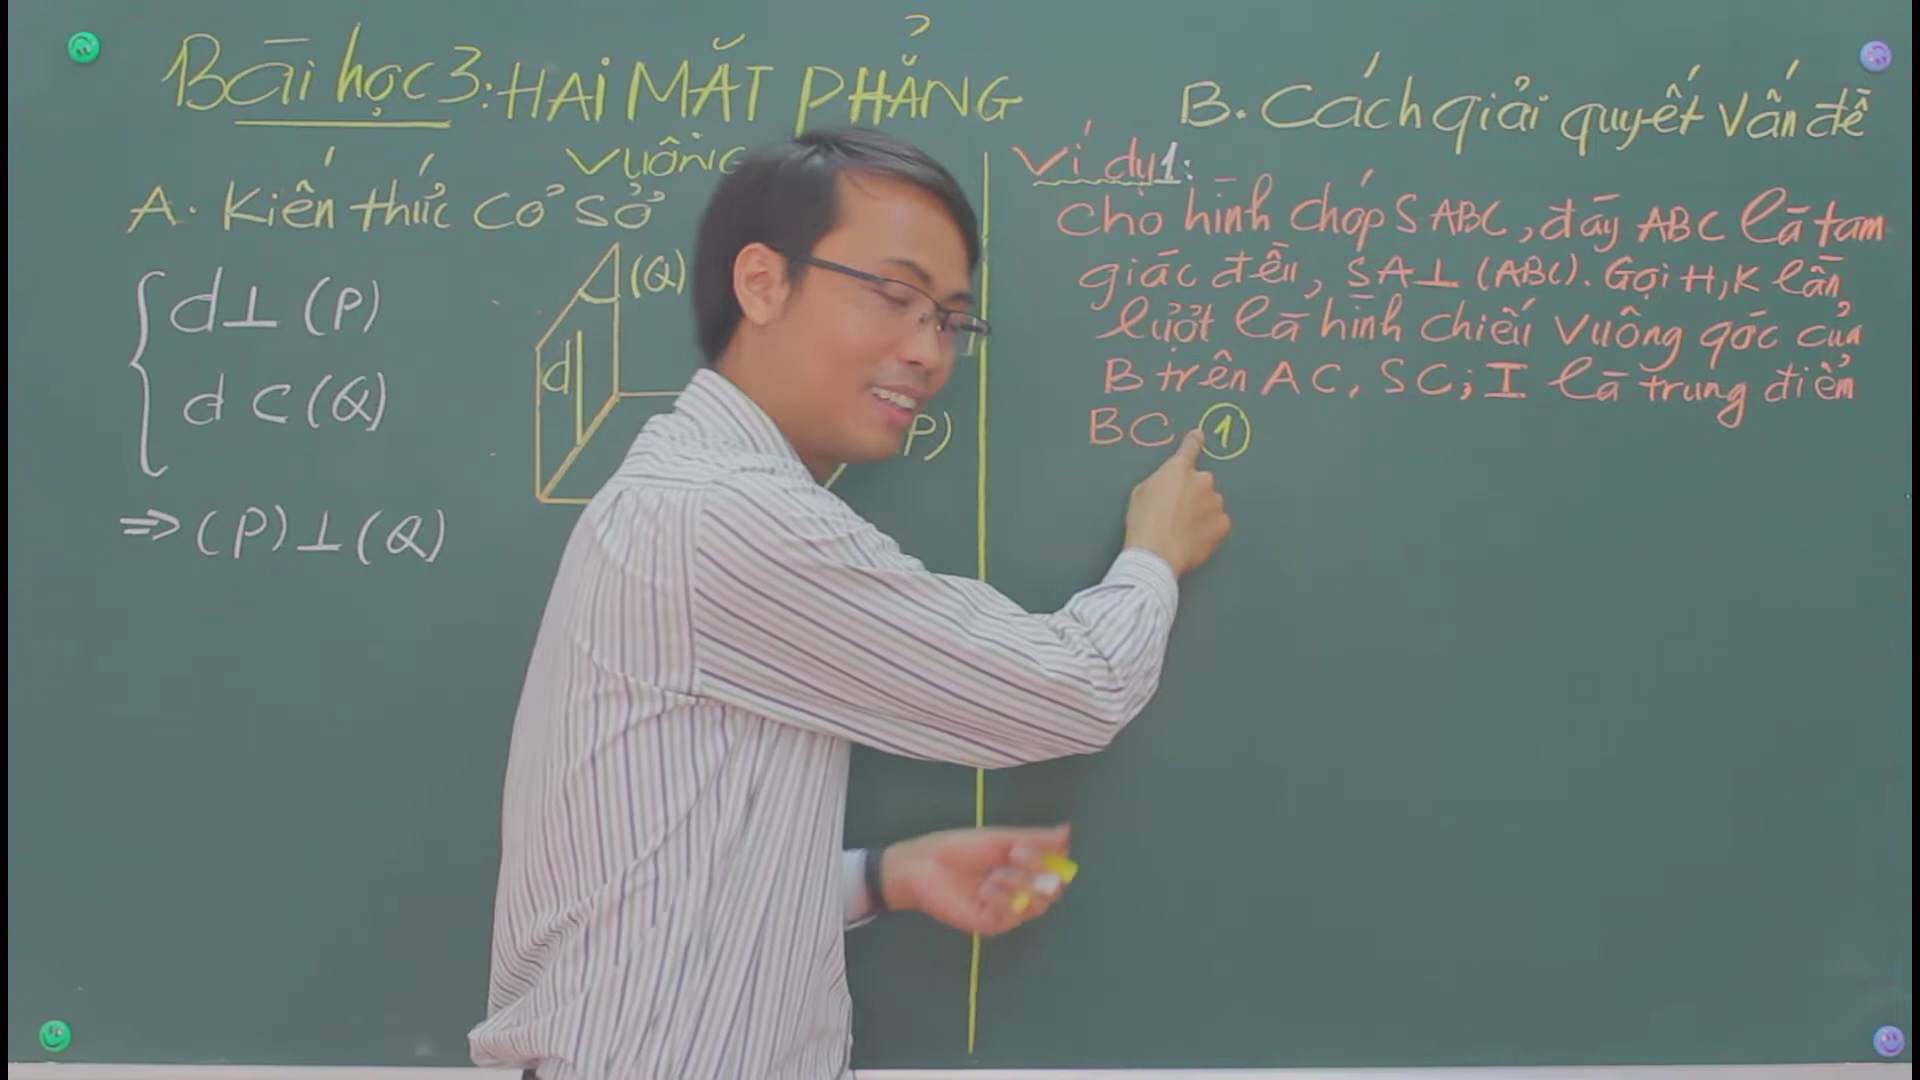 Bài học 3: HAI MẶT PHẲNG
VUÔNG
A. Kiến thức cơ sở
d ⊥ (P)
d ⊂ (Q)
⇒ (P) ⊥ (Q)
(Q)
d
P)
B. Cách giải quyết vấn đề
Ví dụ 1:
Cho hình chóp S ABC, đáy ABC là tam
giác đều, SA ⊥ (ABC). Gọi H, K lần
lượt là hình chiếu vuông góc của
B trên AC, SC; I là trung điểm
BC. 1